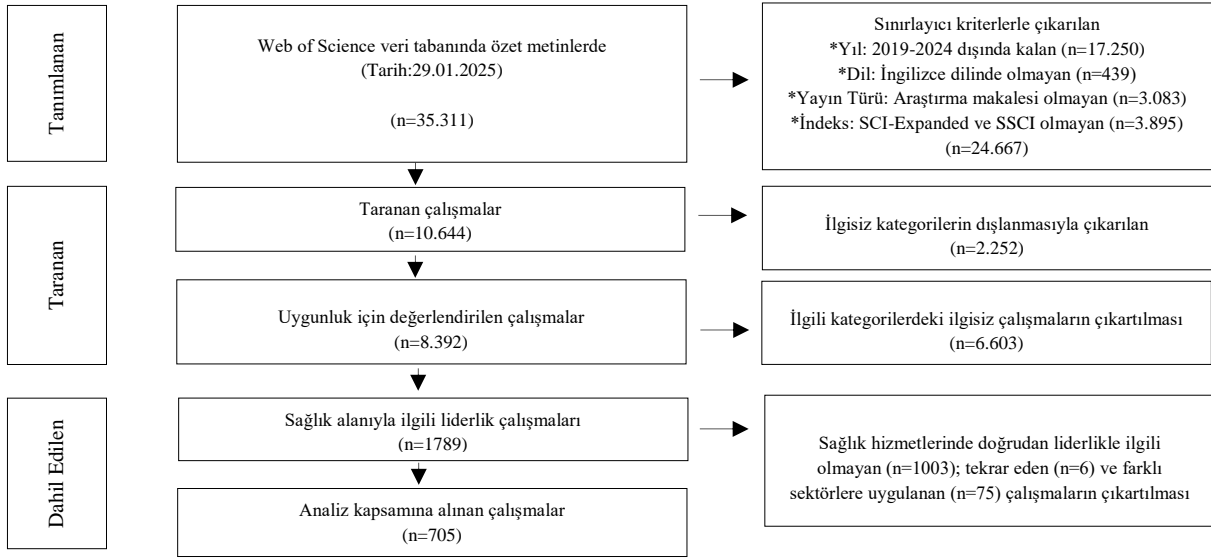 Tanımlanan
Web of Science veri tabanında özet metinlerde
(Tarih:29.01.2025)
(n=35.311)
Sınırlayıcı kriterlerle çıkarılan
*Yıl: 2019-2024 dışında kalan (n=17.250)
*Dil: İngilizce dilinde olmayan (n=439)
*Yayın Türü: Araştırma makalesi olmayan (n=3.083)
*İndeks: SCI-Expanded ve SSCI olmayan (n=3.895)
(n=24.667)
Taranan
Taranan çalışmalar
(n=10.644)
İlgisiz kategorilerin dışlanmasıyla çıkarılan
(n=2.252)
Uygunluk için değerlendirilen çalışmalar
(n=8.392)
İlgili kategorilerdeki ilgisiz çalışmaların çıkartılması
(n=6.603)
Dahil Edilen
Sağlık alanıyla ilgili liderlik çalışmaları
(n=1789)
Sağlık hizmetlerinde doğrudan liderlikle ilgili
olmayan (n=1003); tekrar eden (n=6) ve farklı
sektörlere uygulanan (n=75) çalışmaların çıkartılması
Analiz kapsamına alınan çalışmalar
(n=705)